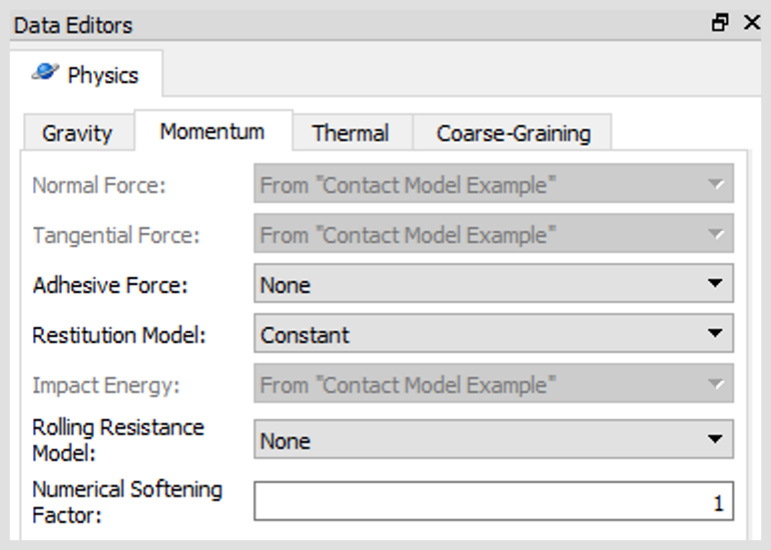 Data Editors
Physics
Gravity Momentum Thermal Coarse-Graining
Normal Force: From "Contact Model Example"
Tangential Force: From "Contact Model Example"
Adhesive Force: None
Restitution Model: Constant
Impact Energy: From "Contact Model Example"
Rolling Resistance
Model: None
Numerical Softening
Factor: 1